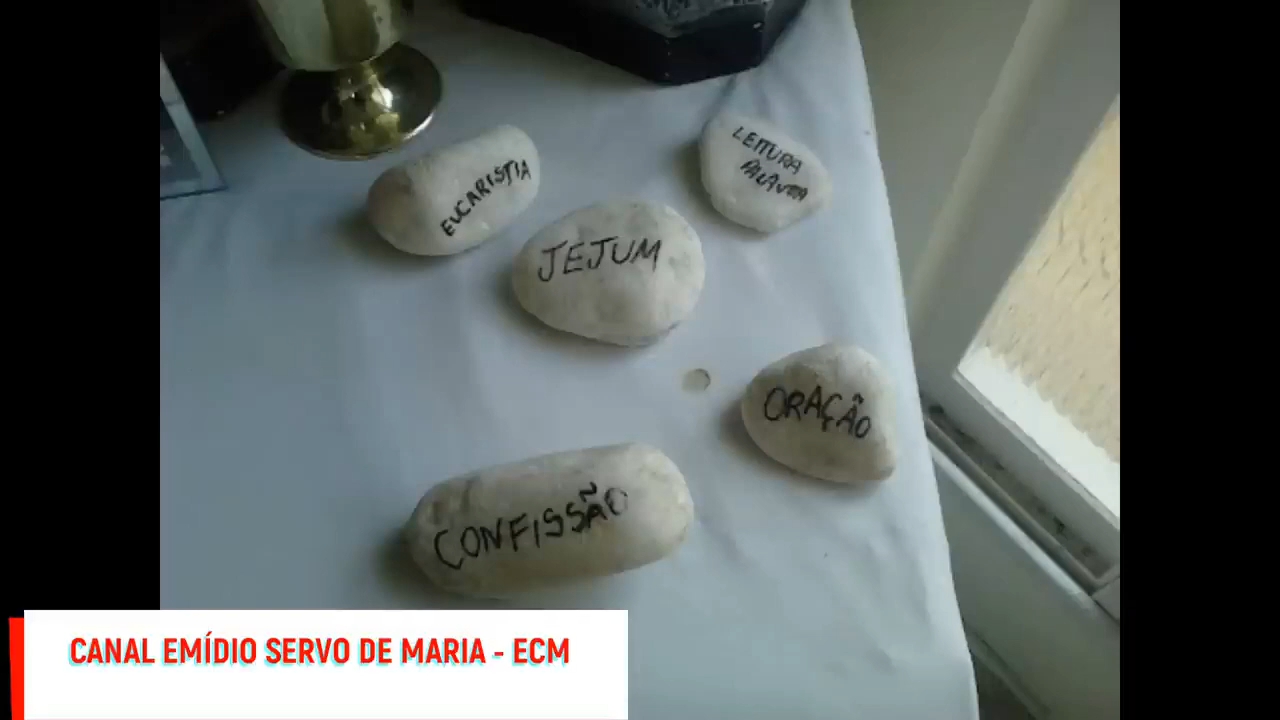 EUCARISTIA
LEITURA
PALAVRA
JEJUM
ORAÇÃO
CONFISSÃO
CANAL EMÍDIO SERVO DE MARIA - ECM